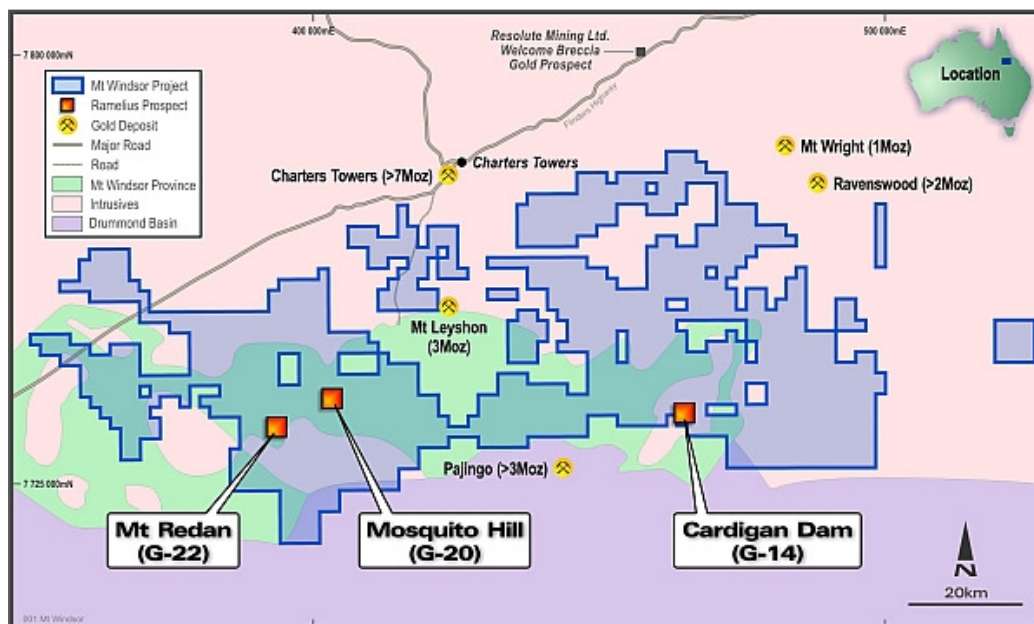 400 000mE
500 000mE
7 800 000mN
Resolute Mining Ltd.
Welcome Breccia
Gold Prospect
Location
Flinders Highway
Mt Windsor Project
Ramelius Prospect
Gold Deposit
Major Road
Road
Mt Windsor Province
Intrusives
Drummond Basin
Charters Towers
Charters Towers (>7Moz)
Mt Wright (1Moz)
Ravenswood (>2Moz)
Mt Leyshon
(3Moz)
Pajingo (>3Moz)
7 725 000mN
Mt Redan
(G-22)
Mosquito Hill
(G-20)
Cardigan Dam
(G-14)
N
20km
001 Mt Windsor